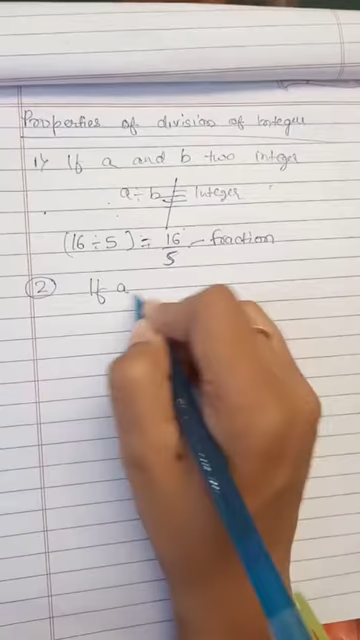 Properties of division of Integer
1) If a and b two integer
a ÷ b ≠ Integer
(16 ÷ 5) = 16/5 - fraction
(2) If a